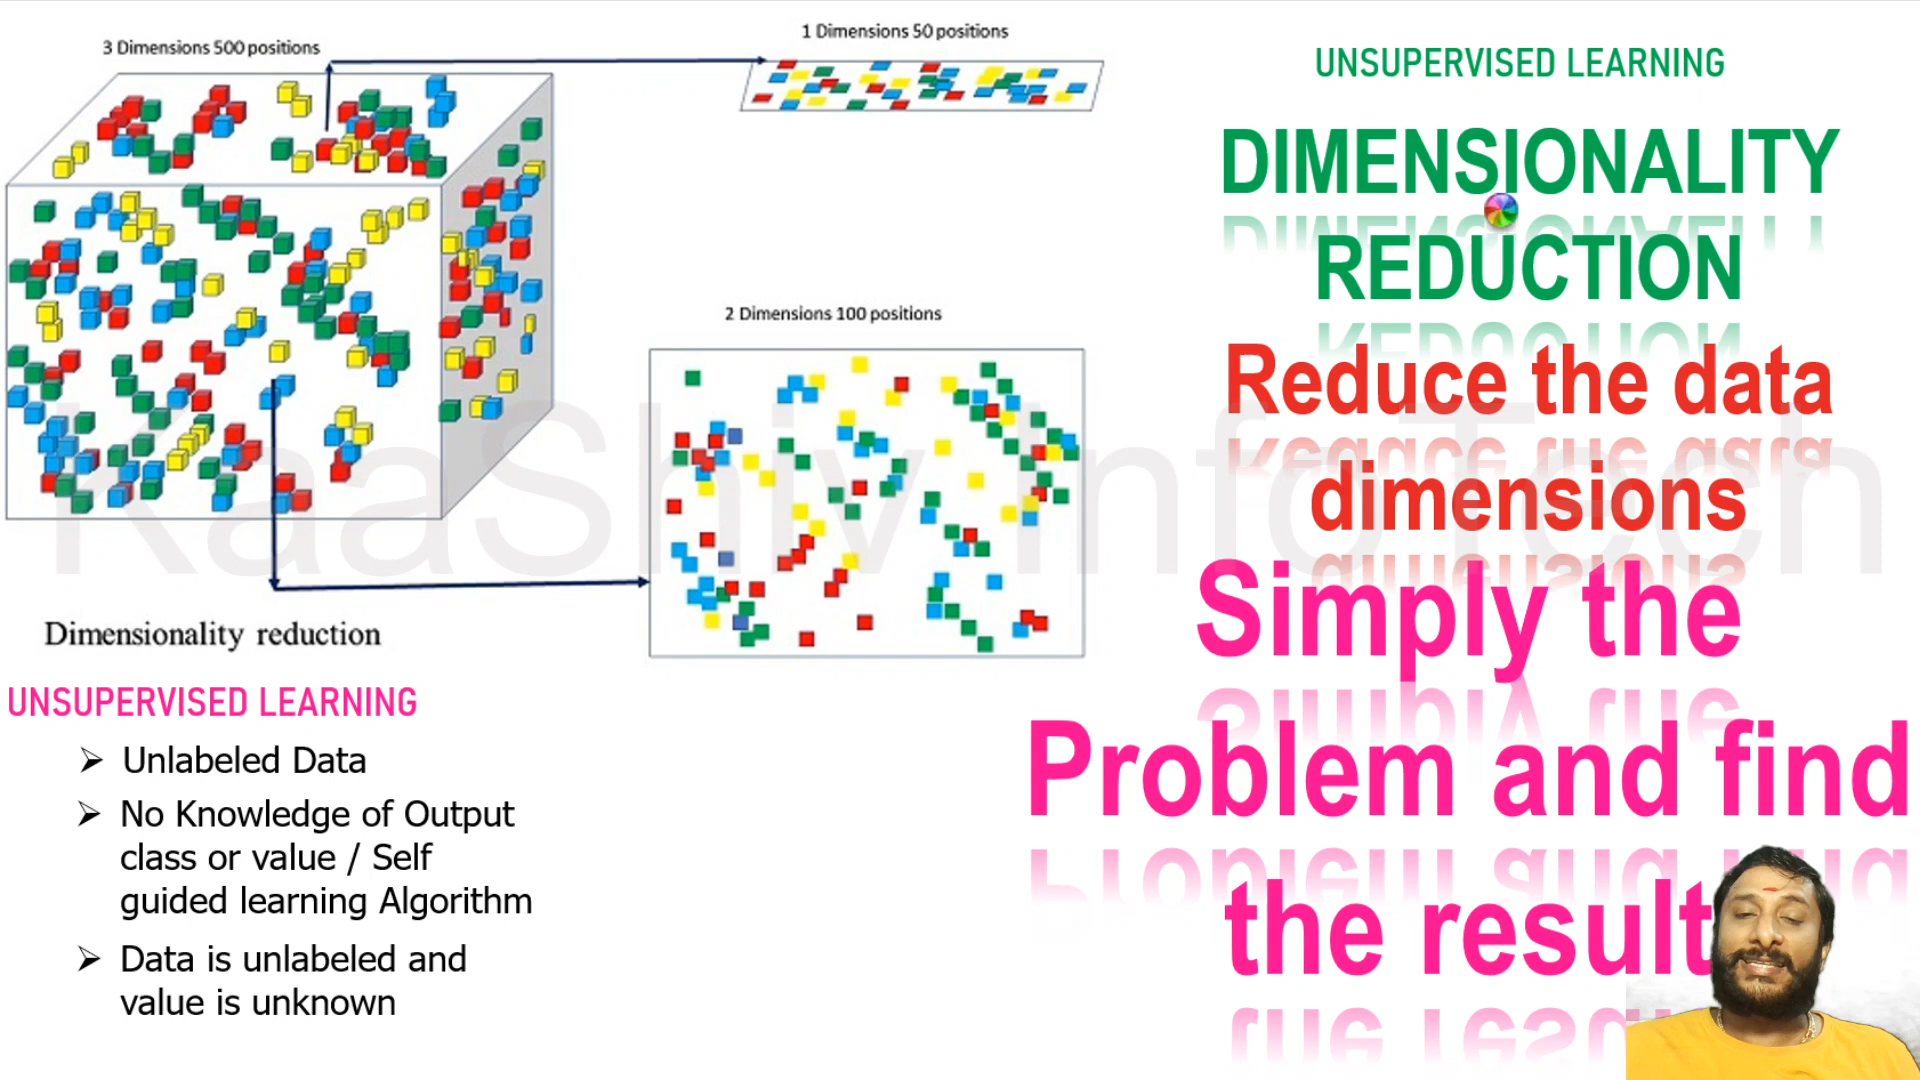 3 Dimensions 500 positions
1 Dimensions 50 positions
2 Dimensions 100 positions
Dimensionality reduction
UNSUPERVISED LEARNING
Unlabeled Data
No Knowledge of Output
class or value / Self
guided learning Algorithm
Data is unlabeled and
value is unknown
UNSUPERVISED LEARNING
DIMENSIONALITY
REDUCTION
Reduce the data
dimensions
Simply the
Problem and find
the result
KaaShiv InfoTech